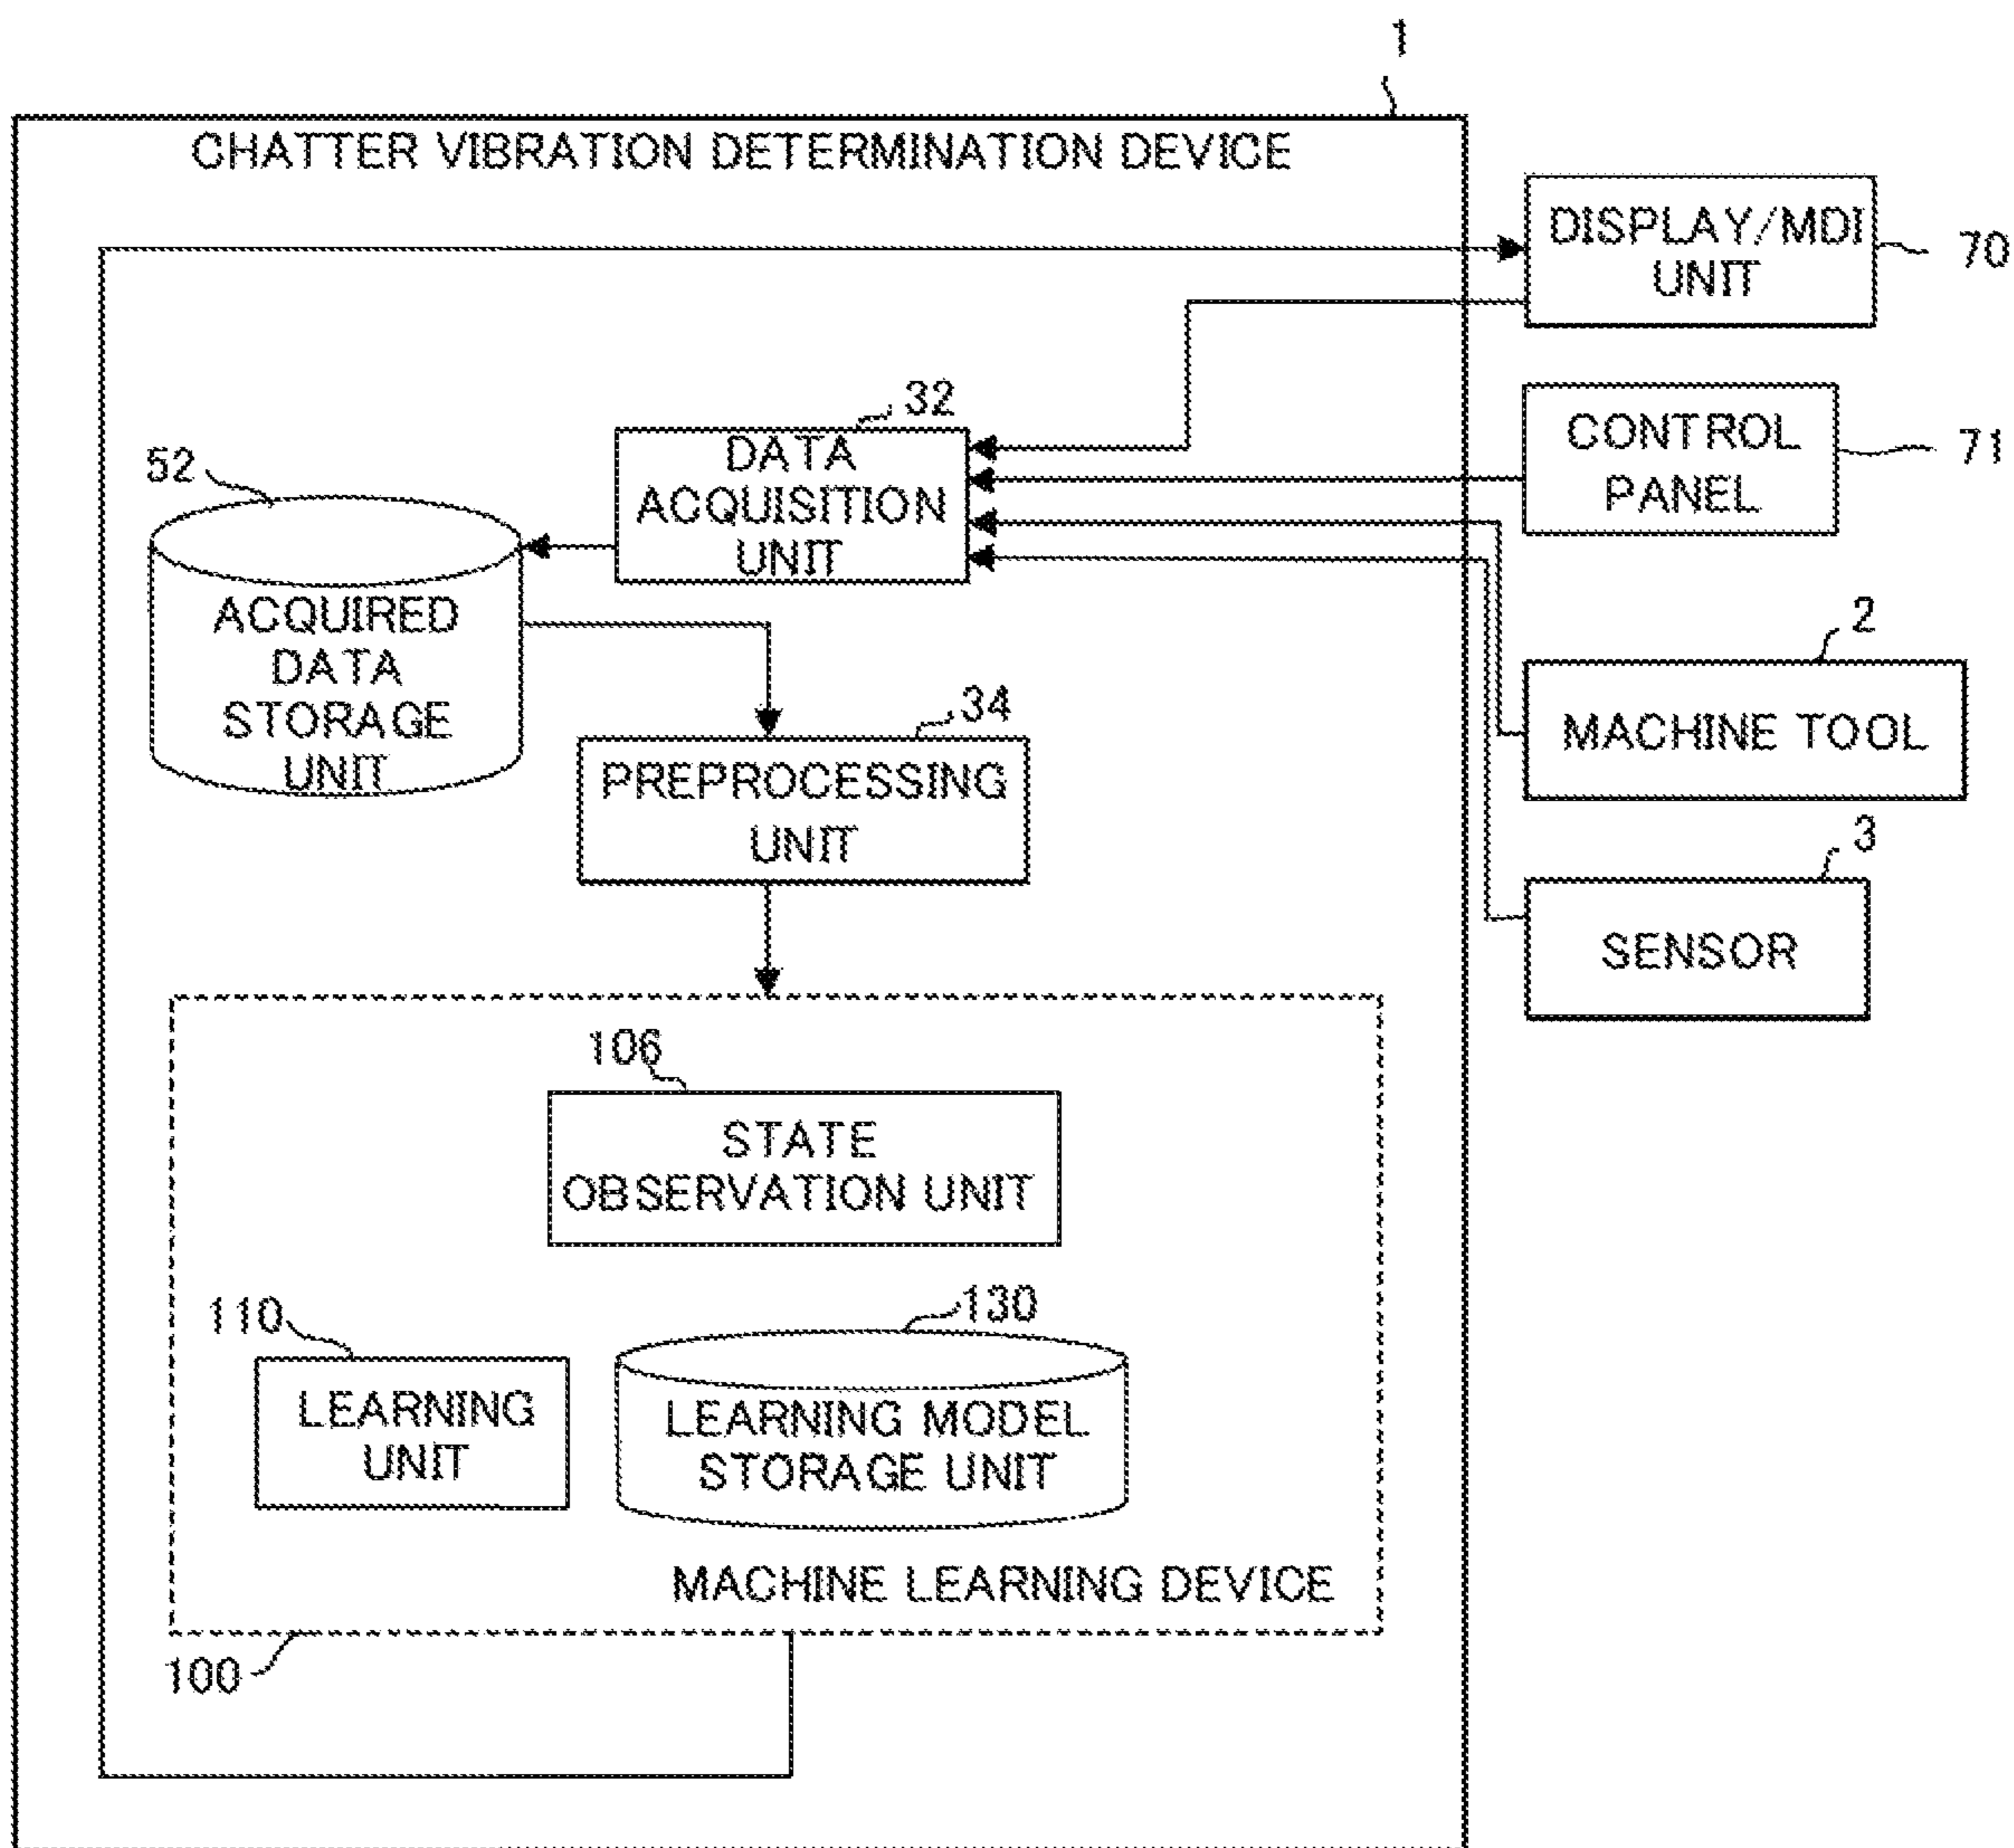 1
CHATTER VIBRATION DETERMINATION DEVICE
DISPLAY/MDI
UNIT
70
32
DATA
ACQUISITION
UNIT
CONTROL
PANEL
71
52
ACQUIRED
DATA
STORAGE
UNIT
2
MACHINE TOOL
34
PREPROCESSING
UNIT
3
SENSOR
106
STATE
OBSERVATION UNIT
110
LEARNING
UNIT
130
LEARNING MODEL
STORAGE UNIT
MACHINE LEARNING DEVICE
100